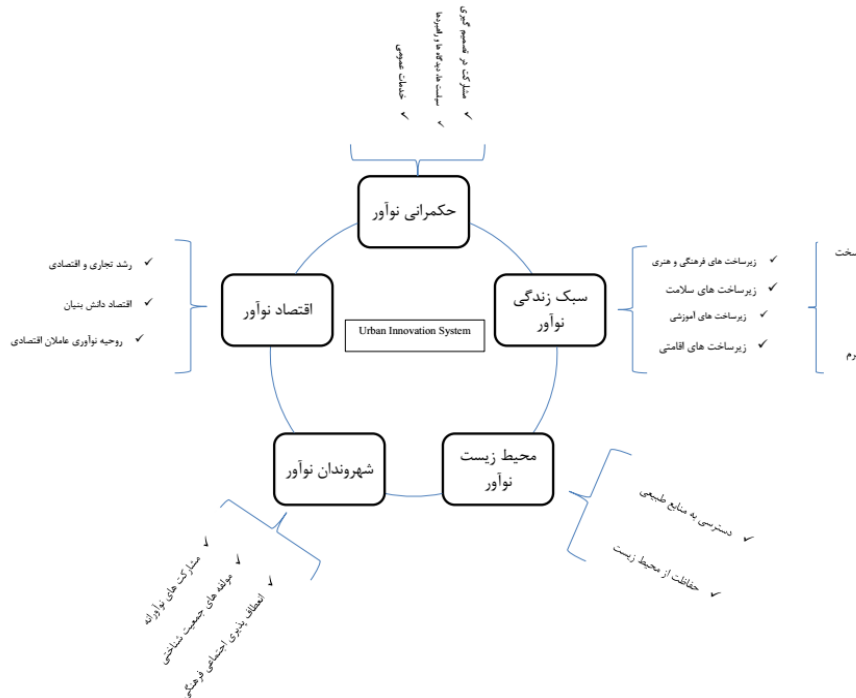 مشارکت در تصمیم گیری
سیاست ها، دیدگاه ها و راهبردها
خدمات عمومی
حکمرانی نوآور
سبک زندگی
نوآور
زیرساخت های فرهنگی و هنری
زیرساخت های سلامت
زیرساخت های آموزشی
زیرساخت های اقامتی
سخت
رم
اقتصاد نوآور
رشد تجاری و اقتصادی
اقتصاد دانش بنیان
روحیه نوآوری عاملان اقتصادی
Urban Innovation System
محیط زیست
نوآور
دسترسی به منابع طبیعی
حفاظت از محیط زیست
شهروندان نوآور
مشارکت های نوآورانه
مولفه های جمعیت شناختی
انعطاف پذیری اجتماعی فرهنگی